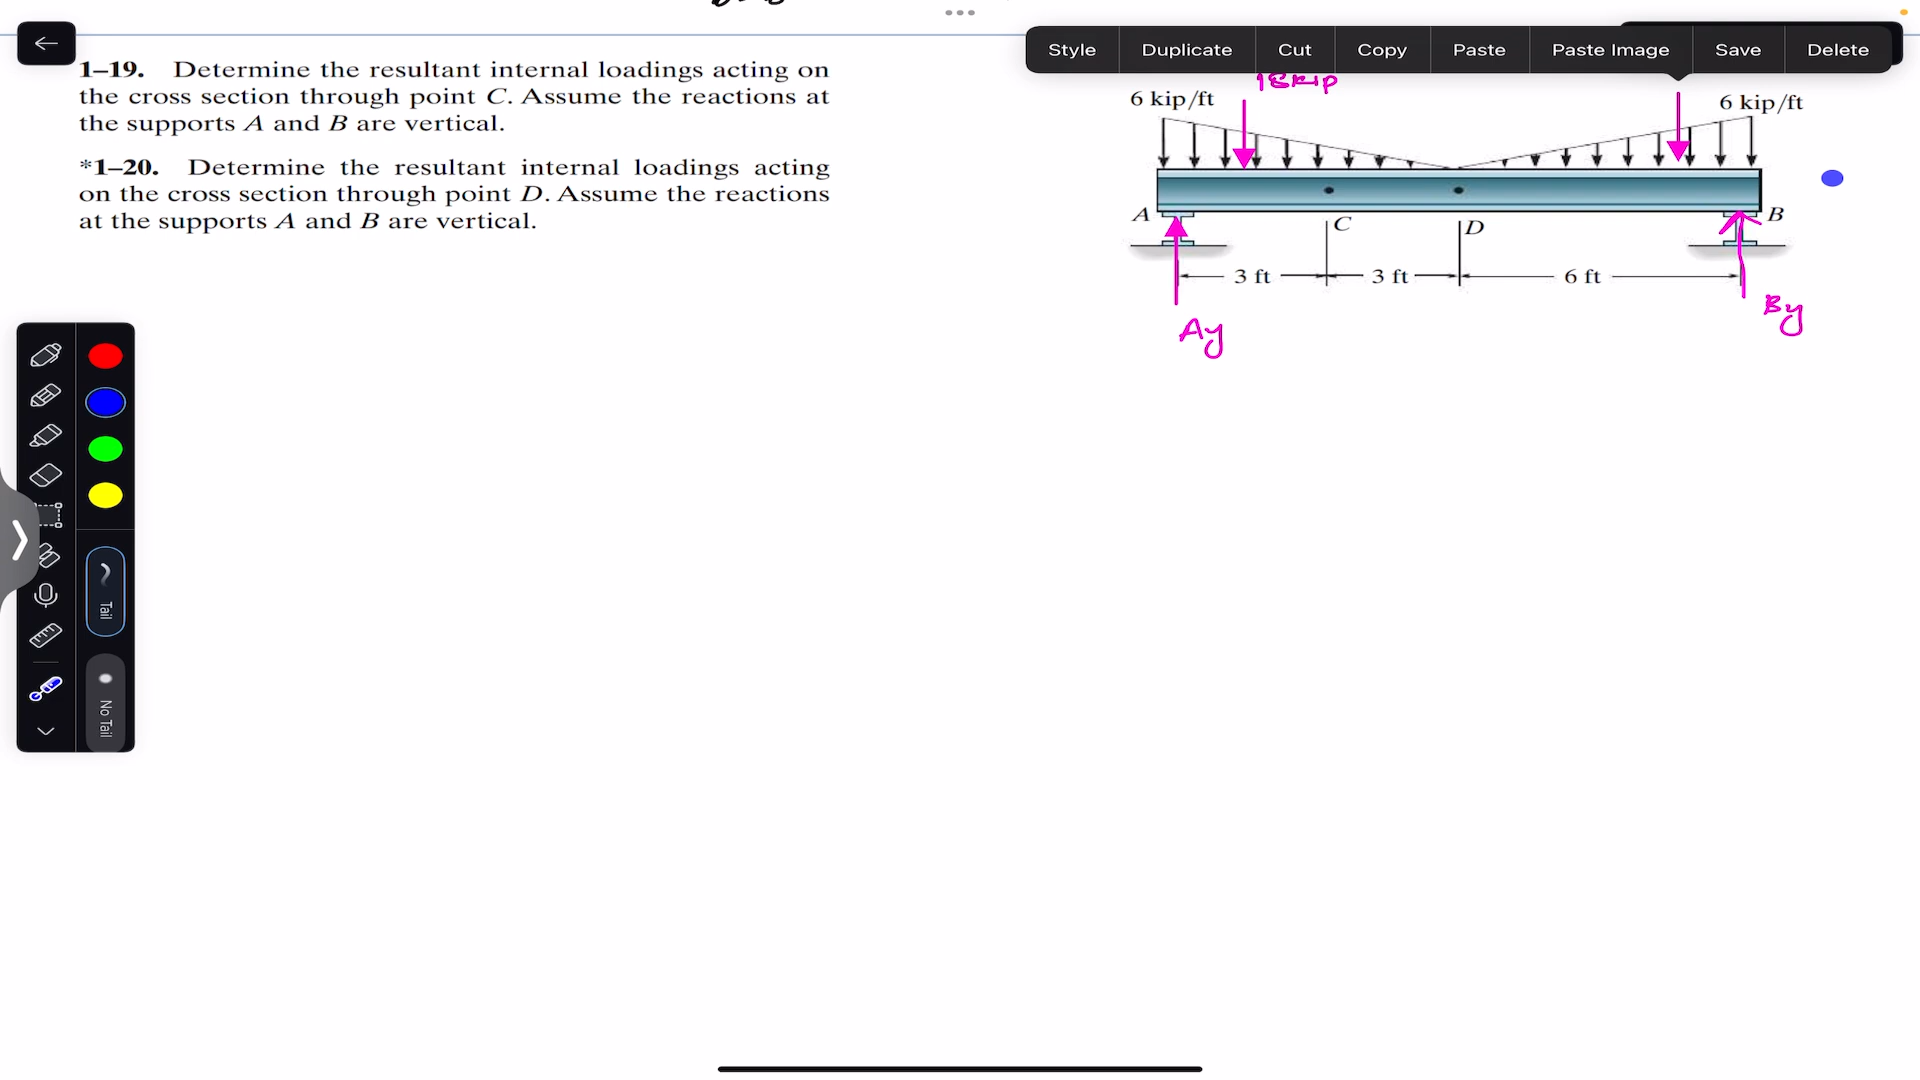 Style Duplicate Cut Copy Paste Paste Image Save Delete
1–19. Determine the resultant internal loadings acting on
the cross section through point C. Assume the reactions at
the supports A and B are vertical.
*1–20. Determine the resultant internal loadings acting
on the cross section through point D. Assume the reactions
at the supports A and B are vertical.
18kip
6 kip/ft 6 kip/ft
A B
C D
3 ft 3 ft 6 ft
Ay By
Tail
No Tail